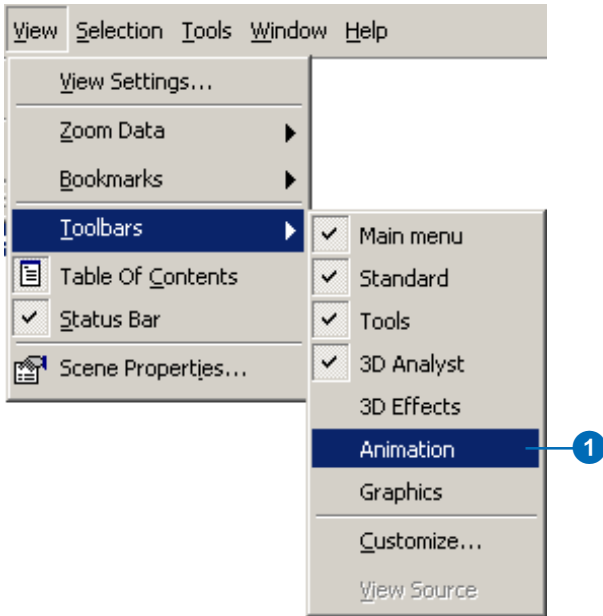 View Selection Tools Window Help
View Settings...
Zoom Data
Bookmarks
Toolbars
Table Of Contents
Status Bar
Scene Properties...
Main menu
Standard
Tools
3D Analyst
3D Effects
Animation
1
Graphics
Customize...
View Source